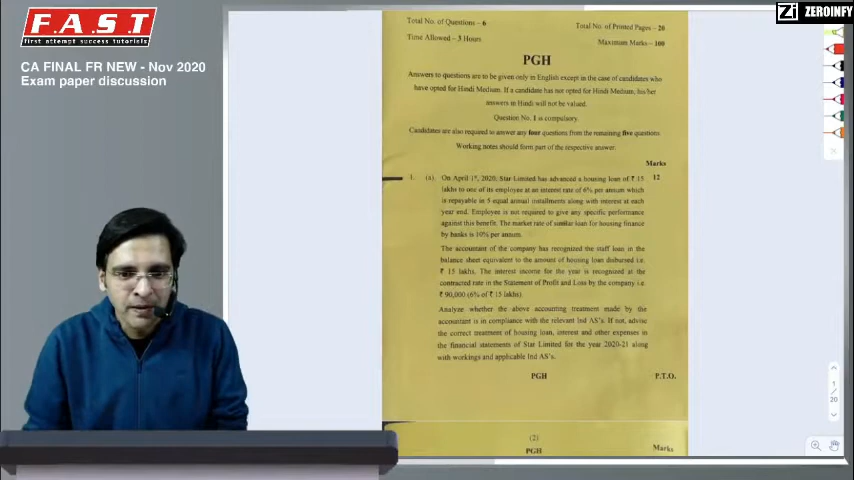 F.A.S.T
first attempt success tutorials
CA FINAL FR NEW - Nov 2020
Exam paper discussion
Zi ZEROINFY
Total No. of Questions – 6
Total No. of Printed Pages – 20
Time Allowed – 3 Hours
Maximum Marks – 100
PGH
Answers to questions are to be given only in English except in the case of candidates who
have opted for Hindi Medium. If a candidate has not opted for Hindi Medium, his/her
answers in Hindi will not be valued.
Question No. 1 is compulsory.
Candidates are also required to answer any four questions from the remaining five questions.
Working notes should form part of the respective answer.
Marks
1. (a) On April 1st, 2020, Star Limited has advanced a housing loan of ₹ 15 12
lakhs to one of its employee at an interest rate of 6% per annum which
is repayable in 5 equal annual installments along with interest at each
year end. Employee is not required to give any specific performance
against this benefit. The market rate of similar loan for housing finance
by banks is 10% per annum.
The accountant of the company has recognized the staff loan in the
balance sheet equivalent to the amount of housing loan disbursed i.e.
₹ 15 lakhs. The interest income for the year is recognized at the
contracted rate in the Statement of Profit and Loss by the company i.e.
₹ 90,000 (6% of ₹ 15 lakhs)
Analyze whether the above accounting treatment made by the
accountant is in compliance with the relevant Ind AS's. If not, advise
the correct treatment of housing loan, interest and other expenses in
the financial statements of Star Limited for the year 2020-21 along
with workings and applicable Ind AS's.
PGH P.T.O.
(2)
PGH Marks
1
/
20